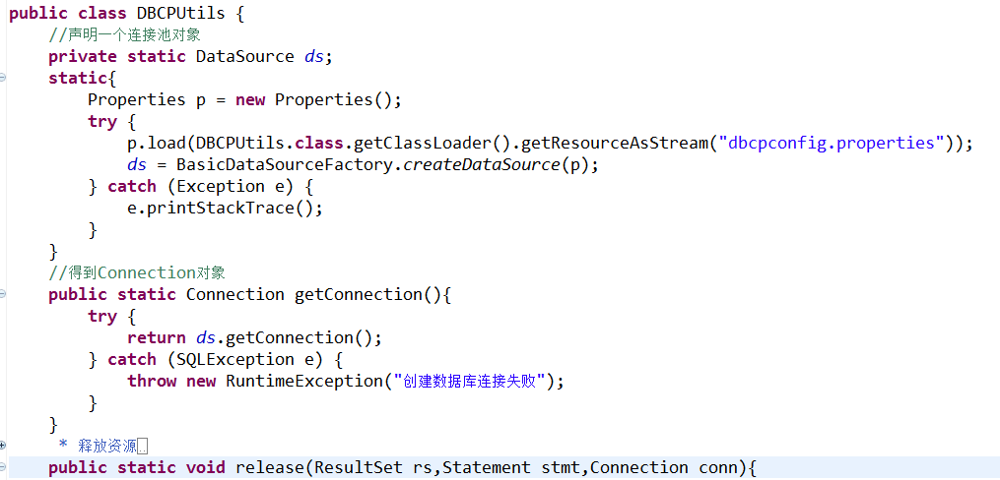 public class DBCPUtils {
    //声明一个连接池对象
    private static DataSource ds;
    static{
        Properties p = new Properties();
        try {
            p.load(DBCPUtils.class.getClassLoader().getResourceAsStream("dbcpconfig.properties"));
            ds = BasicDataSourceFactory.createDataSource(p);
        } catch (Exception e) {
            e.printStackTrace();
        }
    }
    //得到Connection对象
    public static Connection getConnection(){
        try {
            return ds.getConnection();
        } catch (SQLException e) {
            throw new RuntimeException("创建数据库连接失败");
        }
    }
     * 释放资源..
    public static void release(ResultSet rs,Statement stmt,Connection conn){